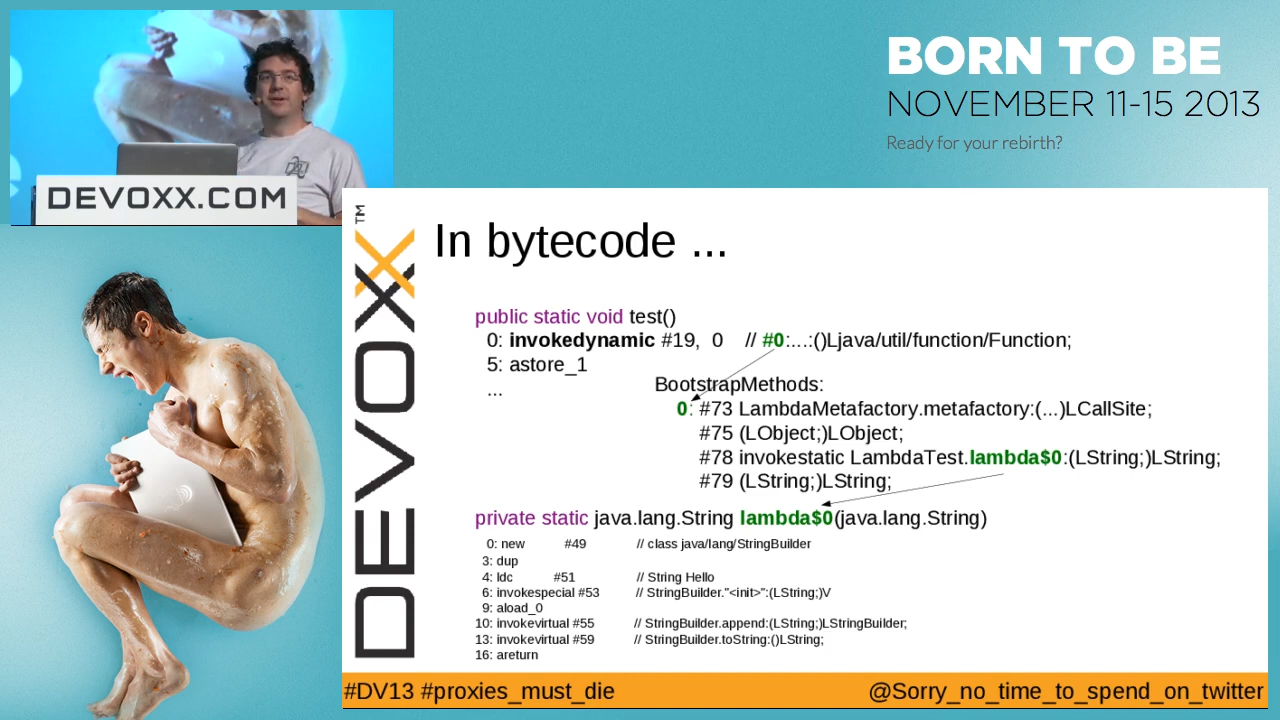 BORN TO BE
NOVEMBER 11-15 2013
Ready for your rebirth?
DEVOXX.COM
DEVOXX™
In bytecode ...
public static void test()
0: invokedynamic #19, 0 // #0:...:()Ljava/util/function/Function;
5: astore_1
...
BootstrapMethods:
0: #73 LambdaMetafactory.metafactory:(...)LCallSite;
#75 (LObject;)LObject;
#78 invokestatic LambdaTest.lambda$0:(LString;)LString;
#79 (LString;)LString;
private static java.lang.String lambda$0(java.lang.String)
0: new #49 // class java/lang/StringBuilder
3: dup
4: ldc #51 // String Hello
6: invokespecial #53 // StringBuilder."<init>":(LString;)V
9: aload_0
10: invokevirtual #55 // StringBuilder.append:(LString;)LStringBuilder;
13: invokevirtual #59 // StringBuilder.toString:()LString;
16: areturn
#DV13 #proxies_must_die
@Sorry_no_time_to_spend_on_twitter